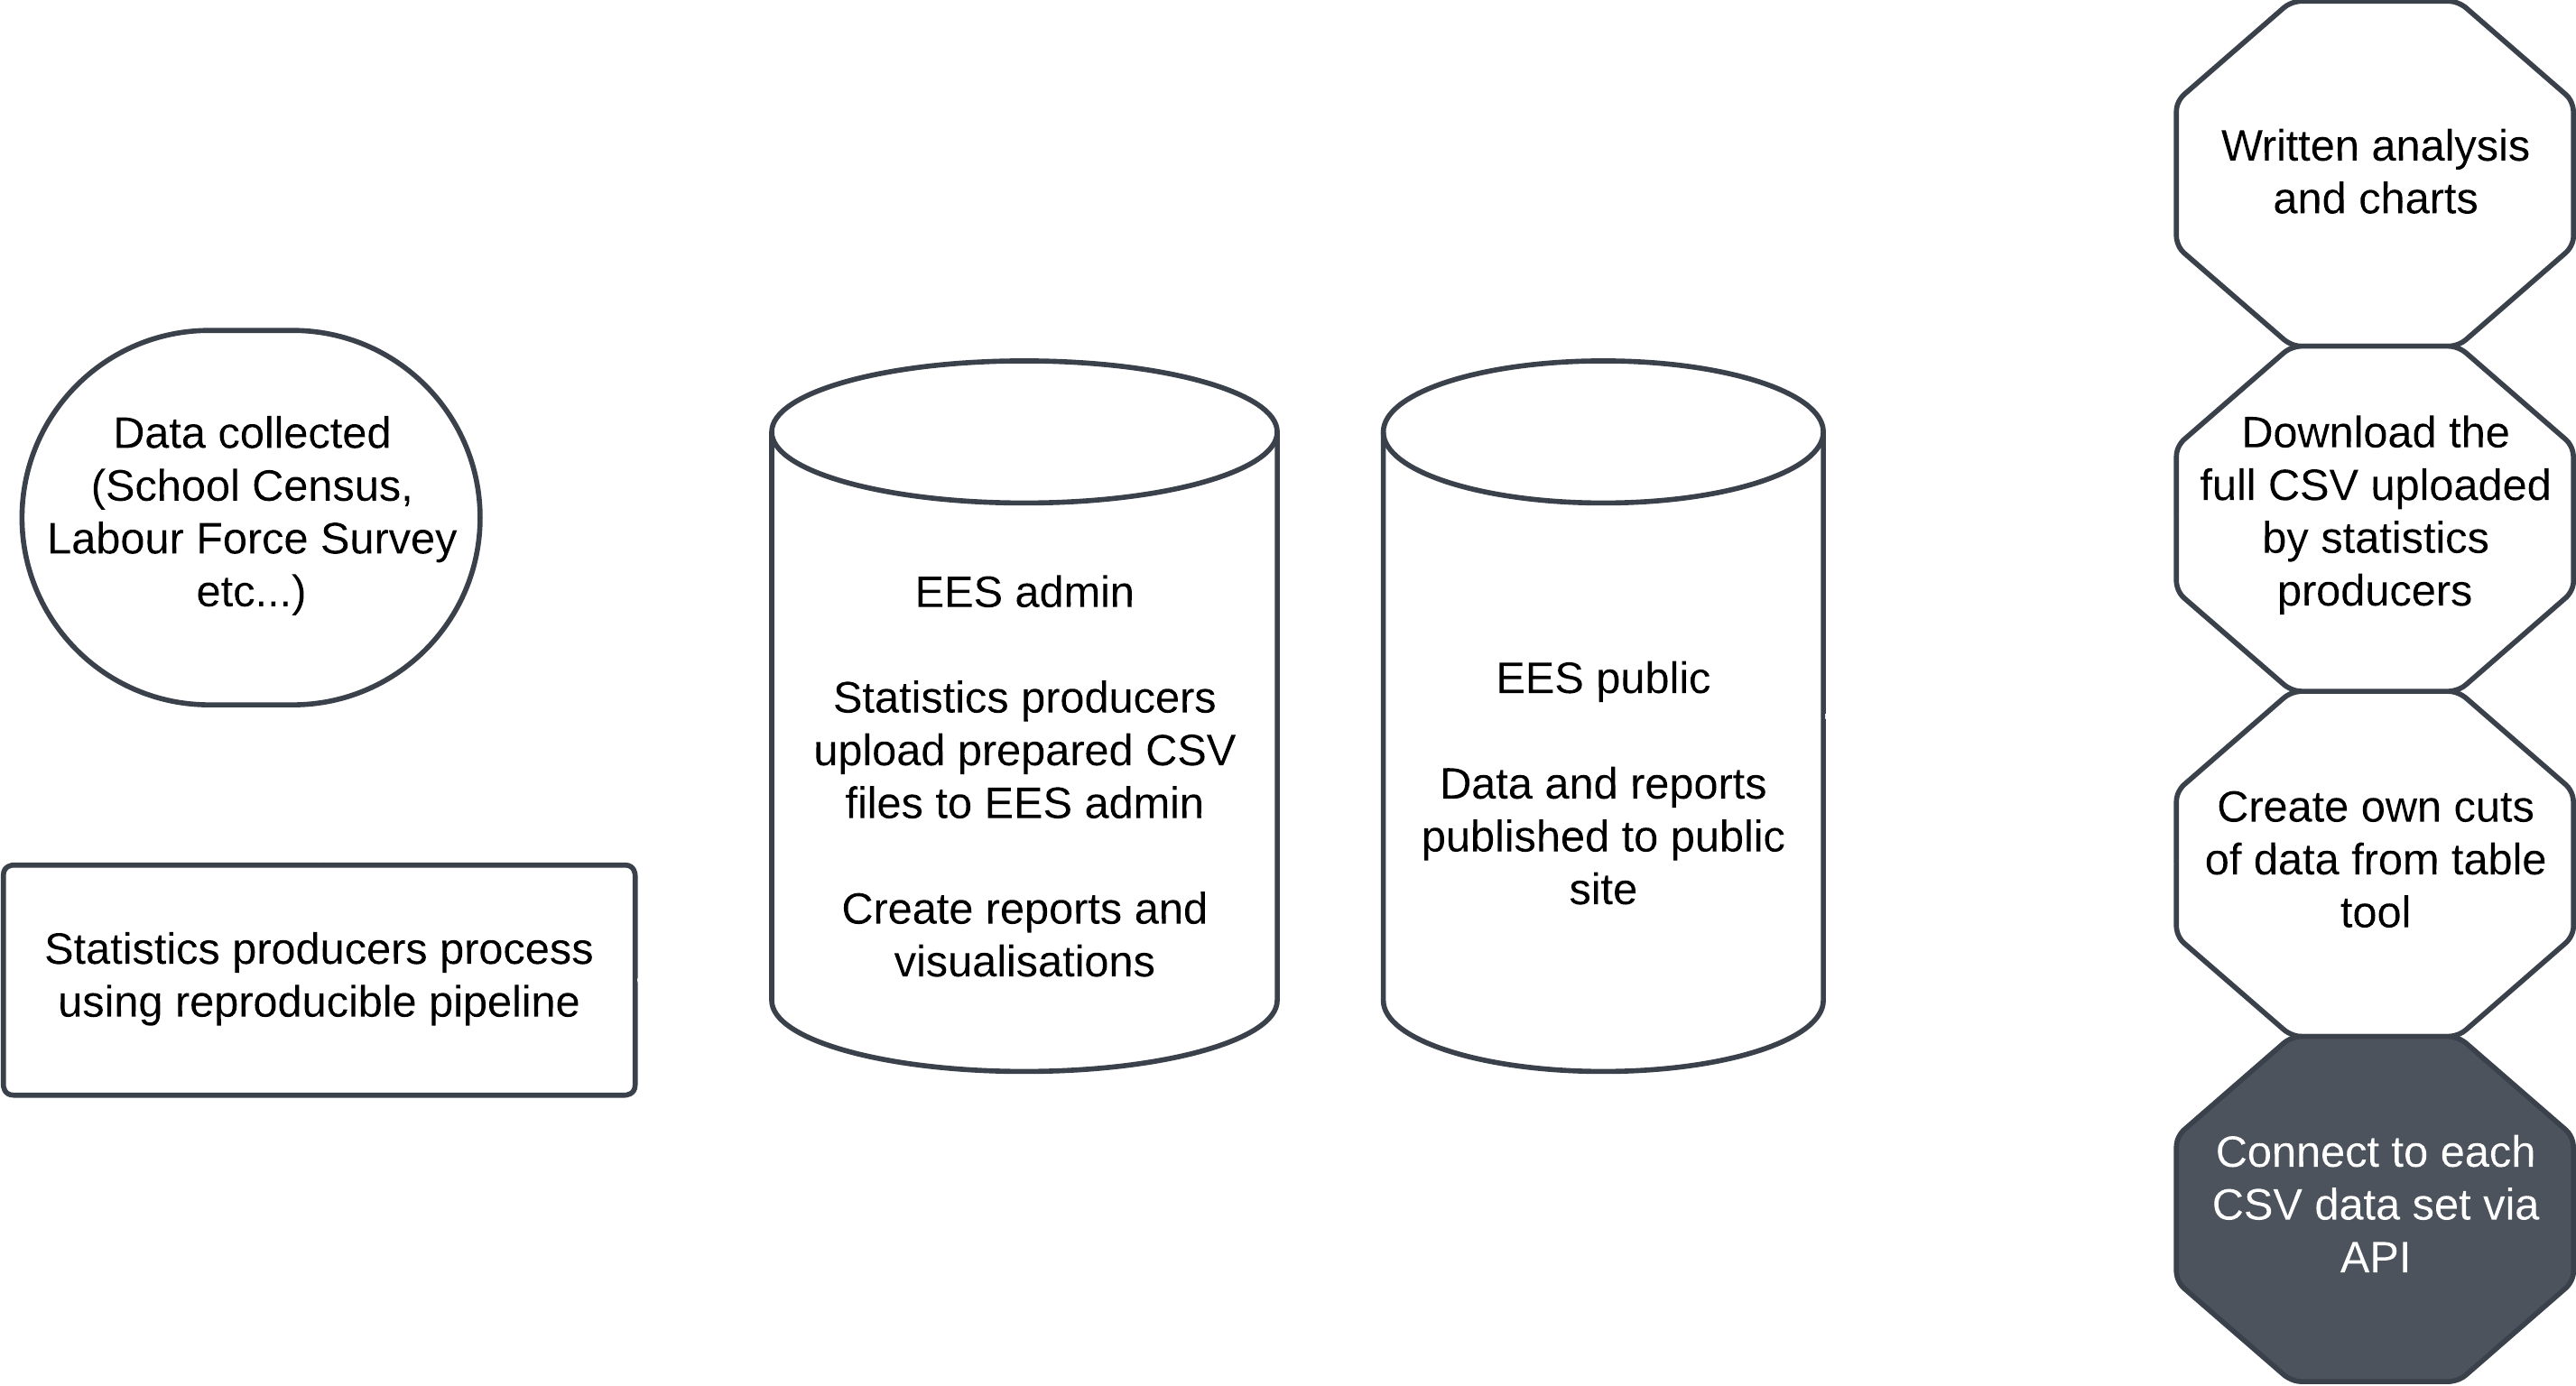 Data collected
(School Census,
Labour Force Survey
etc...)
Statistics producers process
using reproducible pipeline
EES admin
Statistics producers
upload prepared CSV
files to EES admin
Create reports and
visualisations
EES public
Data and reports
published to public
site
Written analysis
and charts
Download the
full CSV uploaded
by statistics
producers
Create own cuts
of data from table
tool
Connect to each
CSV data set via
API